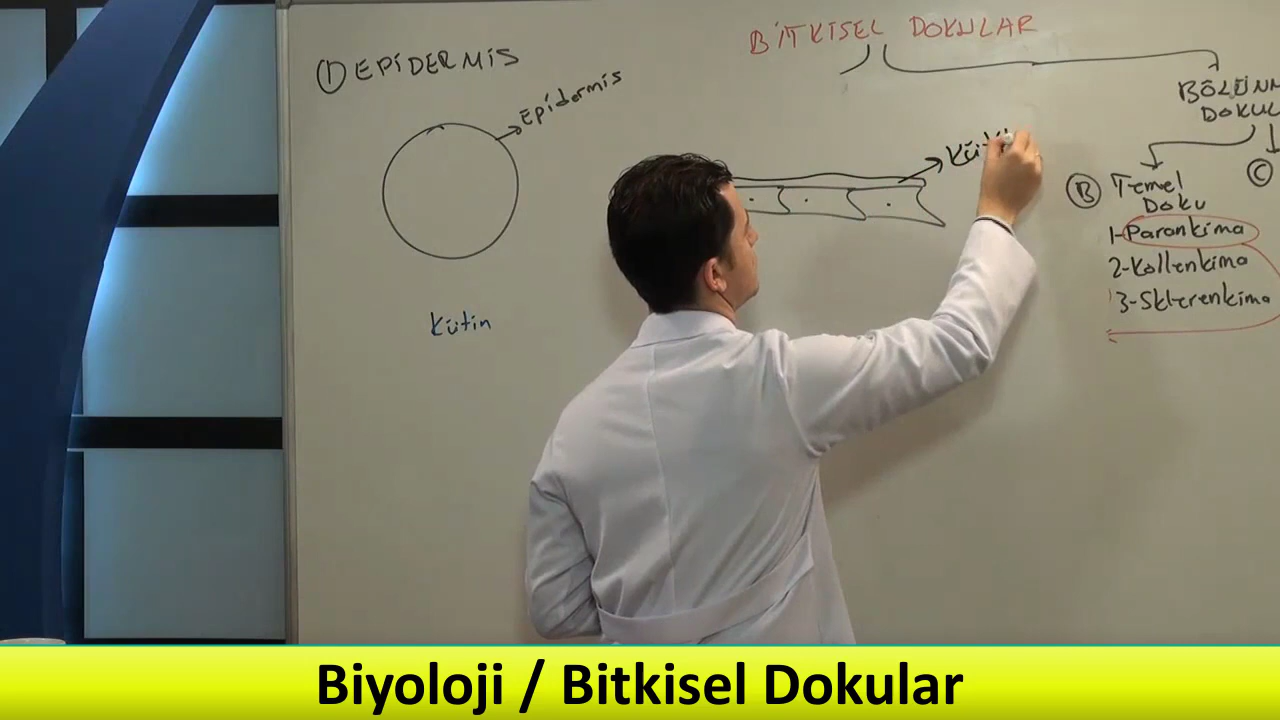 BİTKİSEL DOKULAR
① EPİDERMİS
Epidermis
Kütin
B Temel
Doku
1-Parankima
2-Kollenkima
3-Sklerenkima
C
Biyoloji / Bitkisel Dokular